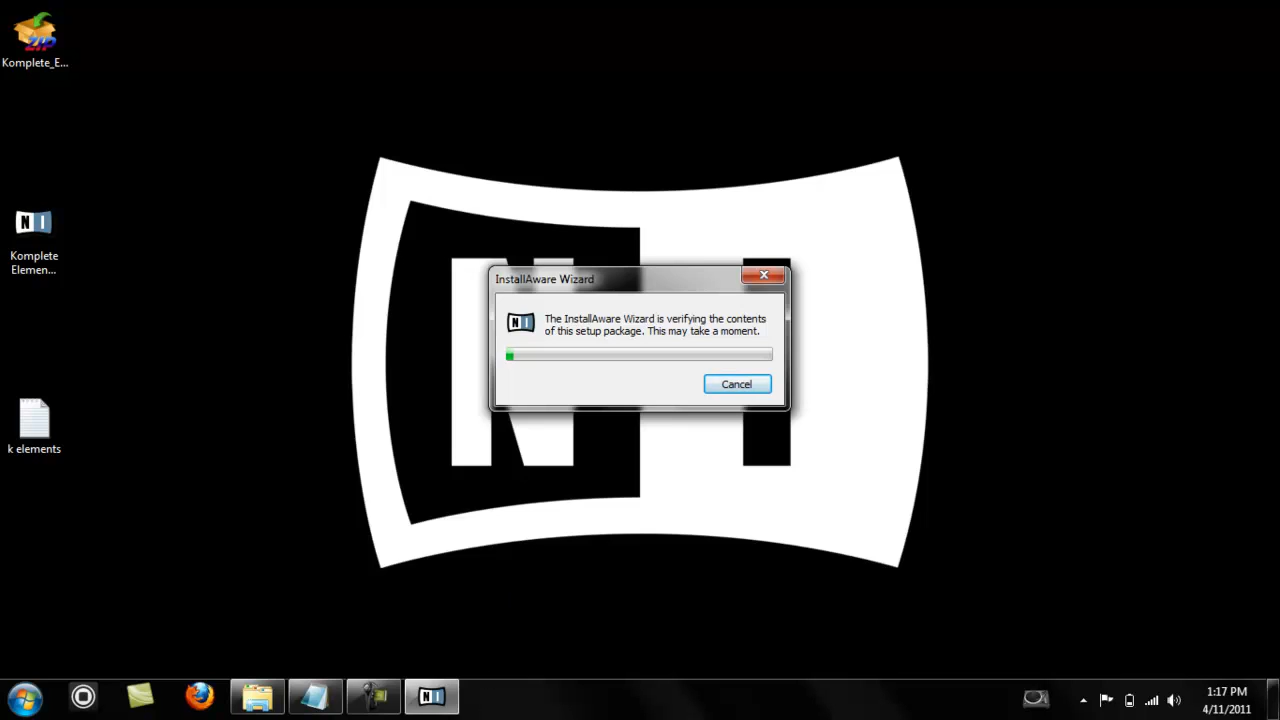 Komplete_E...
Komplete
Elemen...
k elements
N I
InstallAware Wizard
The InstallAware Wizard is verifying the contents
of this setup package. This may take a moment.
Cancel
1:17 PM
4/11/2011